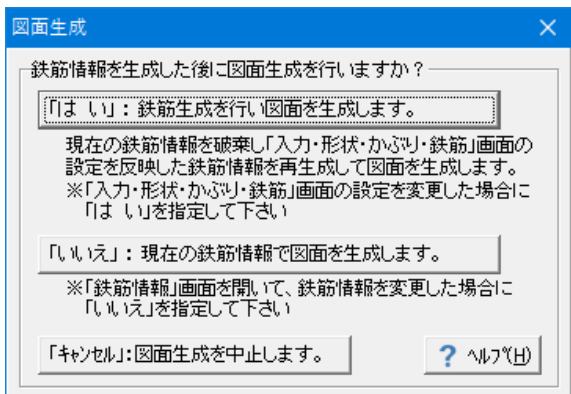 図面生成
鉄筋情報を生成した後に図面生成を行いますか？
「は い」：鉄筋生成を行い図面を生成します。
現在の鉄筋情報を破棄し「入力・形状・かぶり・鉄筋」画面の
設定を反映した鉄筋情報を再生成して図面を生成します。
※「入力・形状・かぶり・鉄筋」画面の設定を変更した場合に
「は い」を指定して下さい
「いいえ」：現在の鉄筋情報で図面を生成します。
※「鉄筋情報」画面を開いて、鉄筋情報を変更した場合に
「いいえ」を指定して下さい
「ｷｬﾝｾﾙ」：図面生成を中止します。
? ﾍﾙﾌﾟ(H)